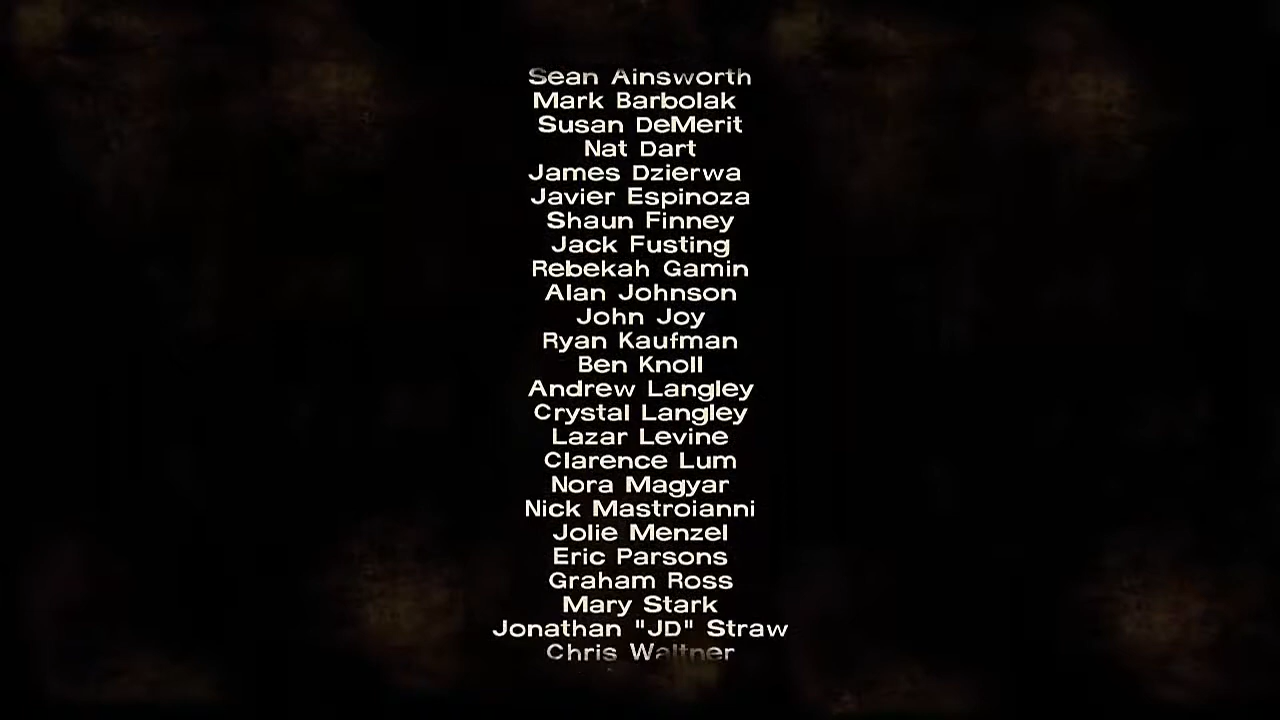 Sean Ainsworth
Mark Barbolak
Susan DeMerit
Nat Dart
James Dzierwa
Javier Espinoza
Shaun Finney
Jack Fusting
Rebekah Gamin
Alan Johnson
John Joy
Ryan Kaufman
Ben Knoll
Andrew Langley
Crystal Langley
Lazar Levine
Clarence Lum
Nora Magyar
Nick Mastroianni
Jolie Menzel
Eric Parsons
Graham Ross
Mary Stark
Jonathan "JD" Straw
Chris Waltner